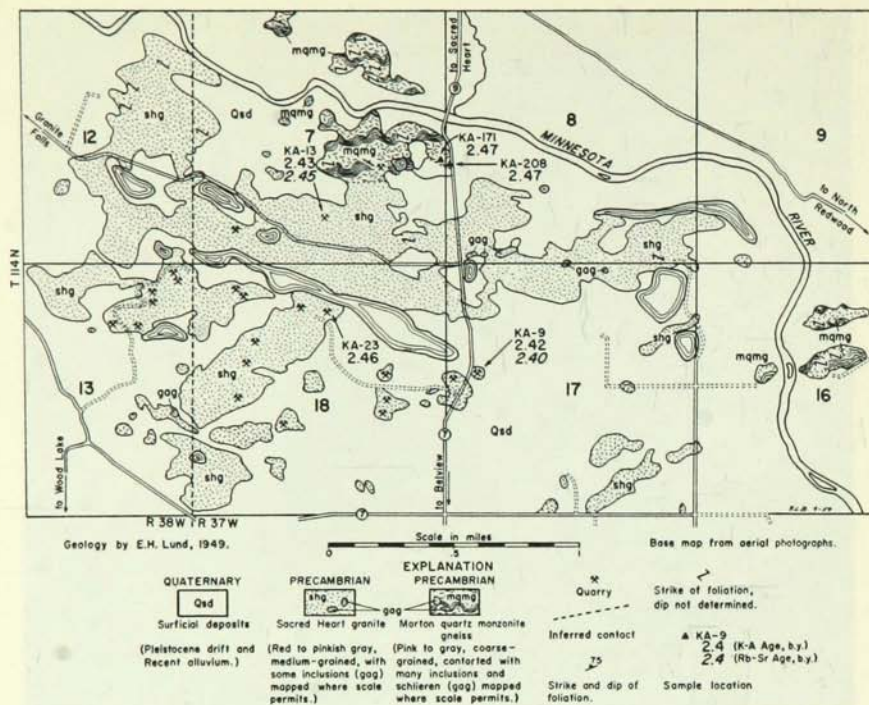 mqmg
to Sacred Heart
9
8
9
12
7
shg
Qsd
mqmg
mqmg
to Granite Falls
KA-13
2.43
2.45
KA-171
2.47
KA-208
2.47
MINNESOTA
RIVER
to North Redwood
shg
gag
shg
gag
T 114 N
shg
shg
KA-23
2.46
KA-9
2.42
2.40
shg
mqmg
mqmg
13
gag
18
17
16
Qsd
7
shg
to Wood Lake
to Belview
7
R 38W
R 37W
Geology by E.H. Lund, 1949.
Scale in miles
0 .5 1
Base map from aerial photographs.
EXPLANATION
QUATERNARY
Qsd
Surficial deposits
(Pleistocene drift and
Recent alluvium.)
PRECAMBRIAN
shg
gag
Sacred Heart granite
(Red to pinkish gray,
medium-grained, with
some inclusions (gag)
mapped where scale
permits.)
PRECAMBRIAN
mqmg
Morton quartz monzonite
gneiss
(Pink to gray, coarse-
grained, contorted with
many inclusions and
schlieren (gag) mapped
where scale permits.)
Quarry
Inferred contact
75
Strike and dip of
foliation.
Strike of foliation,
dip not determined.
KA-9
2.4 (K-A Age, b.y.)
2.4 (Rb-Sr Age, b.y.)
Sample location